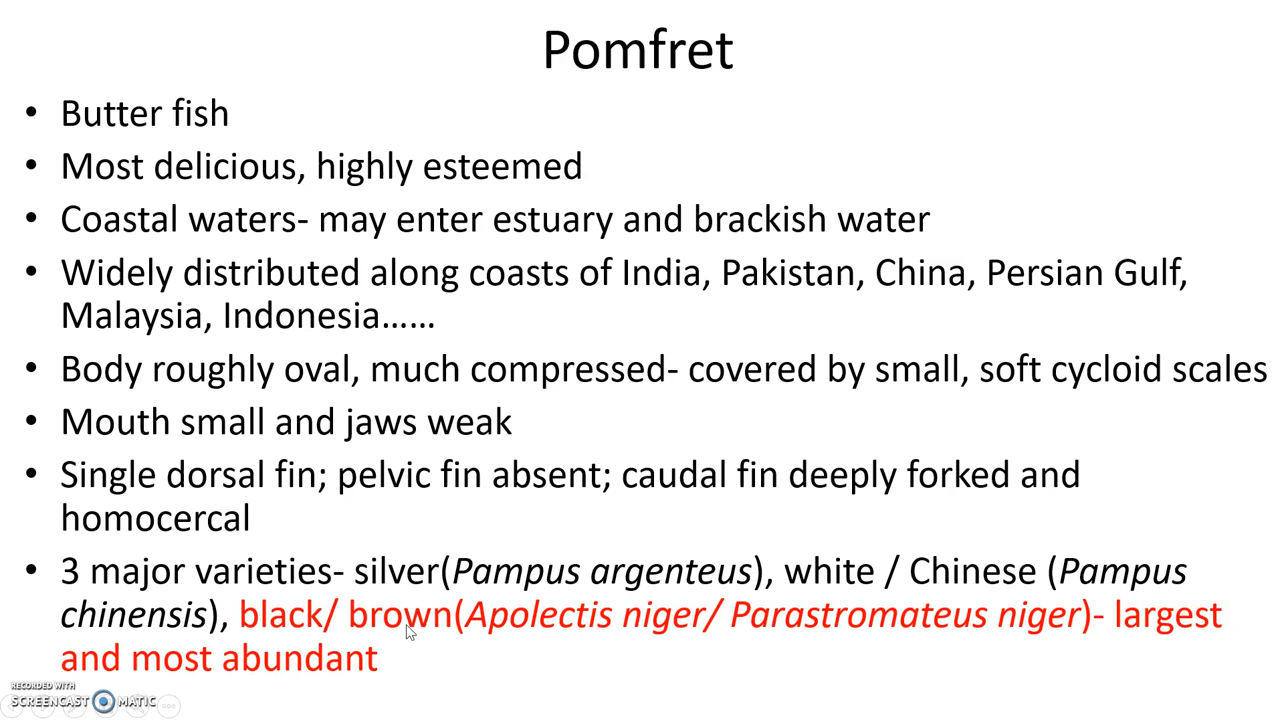 Pomfret
• Butter fish
• Most delicious, highly esteemed
• Coastal waters- may enter estuary and brackish water
• Widely distributed along coasts of India, Pakistan, China, Persian Gulf,
Malaysia, Indonesia……
• Body roughly oval, much compressed- covered by small, soft cycloid scales
• Mouth small and jaws weak
• Single dorsal fin; pelvic fin absent; caudal fin deeply forked and
homocercal
• 3 major varieties- silver(Pampus argenteus), white / Chinese (Pampus
chinensis), black/ brown(Apolectis niger/ Parastromateus niger)- largest
and most abundant
RECORDED WITH
SCREENCAST MATIC